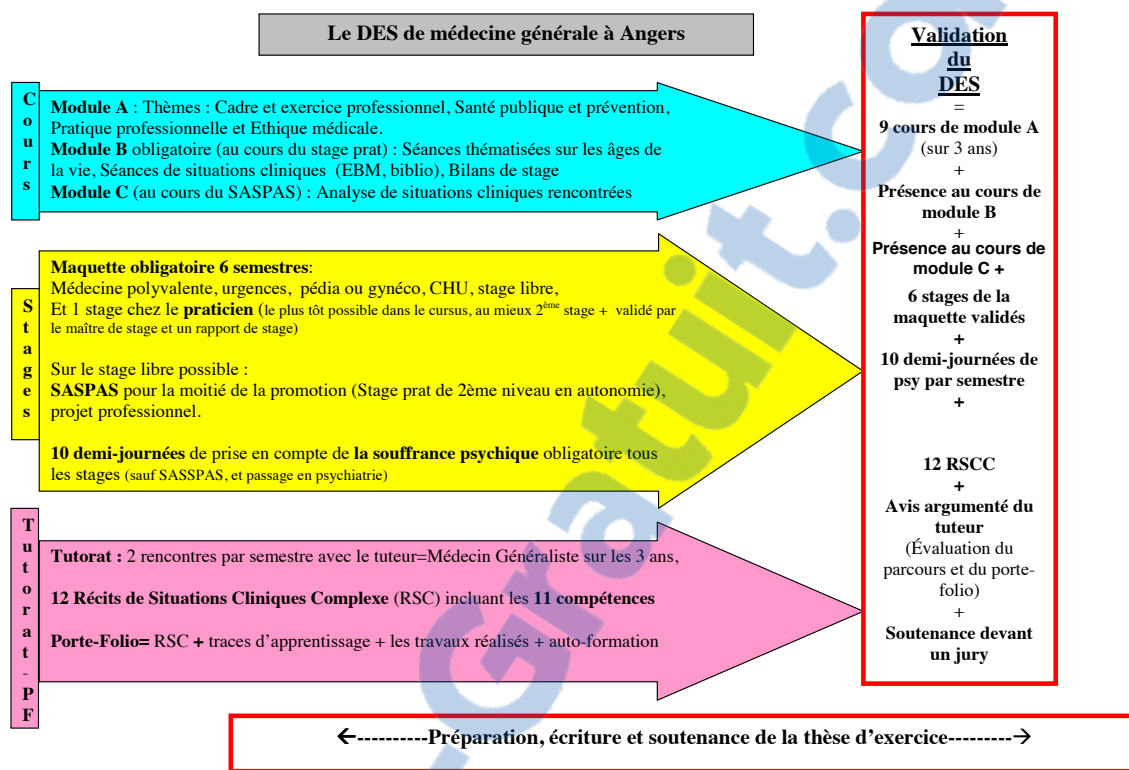 Le DES de médecine générale à Angers
Cours
Module A : Thèmes : Cadre et exercice professionnel, Santé publique et prévention,
Pratique professionnelle et Ethique médicale.
Module B obligatoire (au cours du stage prat) : Séances thématisées sur les âges de
la vie, Séances de situations cliniques (EBM, biblio), Bilans de stage
Module C (au cours du SASPAS) : Analyse de situations cliniques rencontrées
Stages
Maquette obligatoire 6 semestres:
Médecine polyvalente, urgences, pédia ou gynéco, CHU, stage libre,
Et 1 stage chez le praticien (le plus tôt possible dans le cursus, au mieux 2ème stage + validé par
le maître de stage et un rapport de stage)
Sur le stage libre possible :
SASPAS pour la moitié de la promotion (Stage prat de 2ème niveau en autonomie),
projet professionnel.
10 demi-journées de prise en compte de la souffrance psychique obligatoire tous
les stages (sauf SASSPAS, et passage en psychiatrie)
Tutorat-PF
Tutorat : 2 rencontres par semestre avec le tuteur=Médecin Généraliste sur les 3 ans,
12 Récits de Situations Cliniques Complexe (RSC) incluant les 11 compétences
Porte-Folio= RSC + traces d'apprentissage + les travaux réalisés + auto-formation
Validation
du
DES
=
9 cours de module A
(sur 3 ans)
+
Présence au cours de
module B
+
Présence au cours de
module C +
6 stages de la
maquette validés
+
10 demi-journées de
psy par semestre
+
12 RSCC
+
Avis argumenté du
tuteur
(Évaluation du
parcours et du porte-
folio)
+
Soutenance devant
un jury
←----------Préparation, écriture et soutenance de la thèse d'exercice---------→
-Gratuit.co